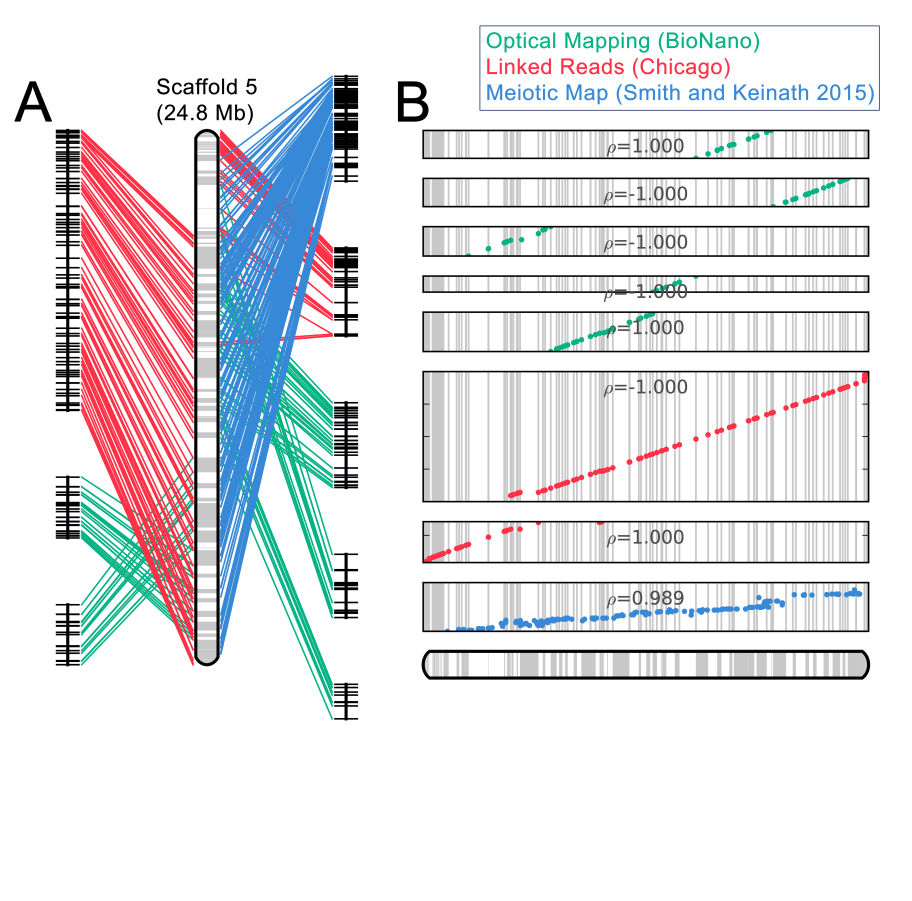 A
Scaffold 5
(24.8 Mb)
B
Optical Mapping (BioNano)
Linked Reads (Chicago)
Meiotic Map (Smith and Keinath 2015)
ρ=1.000
ρ=-1.000
ρ=-1.000
ρ=-1.000
ρ=1.000
ρ=-1.000
ρ=1.000
ρ=0.989